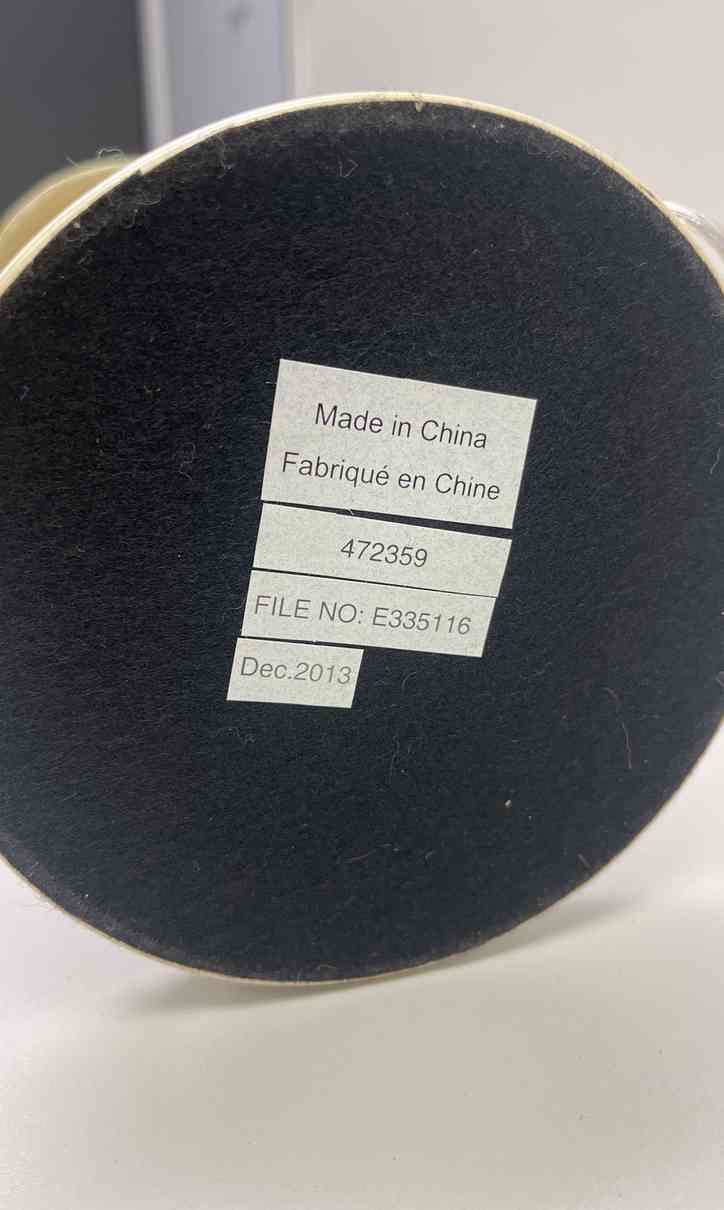 Made in China
Fabriqué en Chine
472359
FILE NO: E335116
Dec.2013